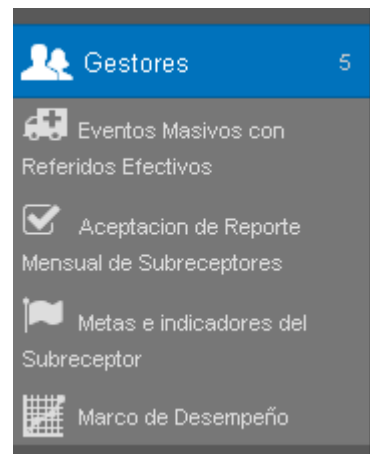 Gestores 5
Eventos Masivos con
Referidos Efectivos
Aceptacion de Reporte
Mensual de Subreceptores
Metas e indicadores del
Subreceptor
Marco de Desempeño